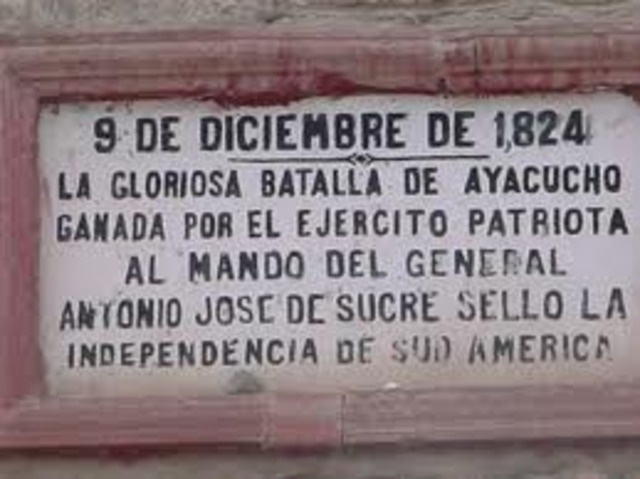 9 DE DICIEMBRE DE 1,824
LA GLORIOSA BATALLA DE AYACUCHO
GANADA POR EL EJERCITO PATRIOTA
AL MANDO DEL GENERAL
ANTONIO JOSE DE SUCRE SELLO LA
INDEPENDENCIA DE SUD AMERICA